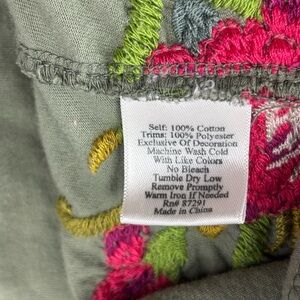 Self: 100% Cotton
Trims: 100% Polyester
Exclusive Of Decoration
Machine Wash Cold
With Like Colors
No Bleach
Tumble Dry Low
Remove Promptly
Warm Iron If Needed
Rn# 87291
Made in China